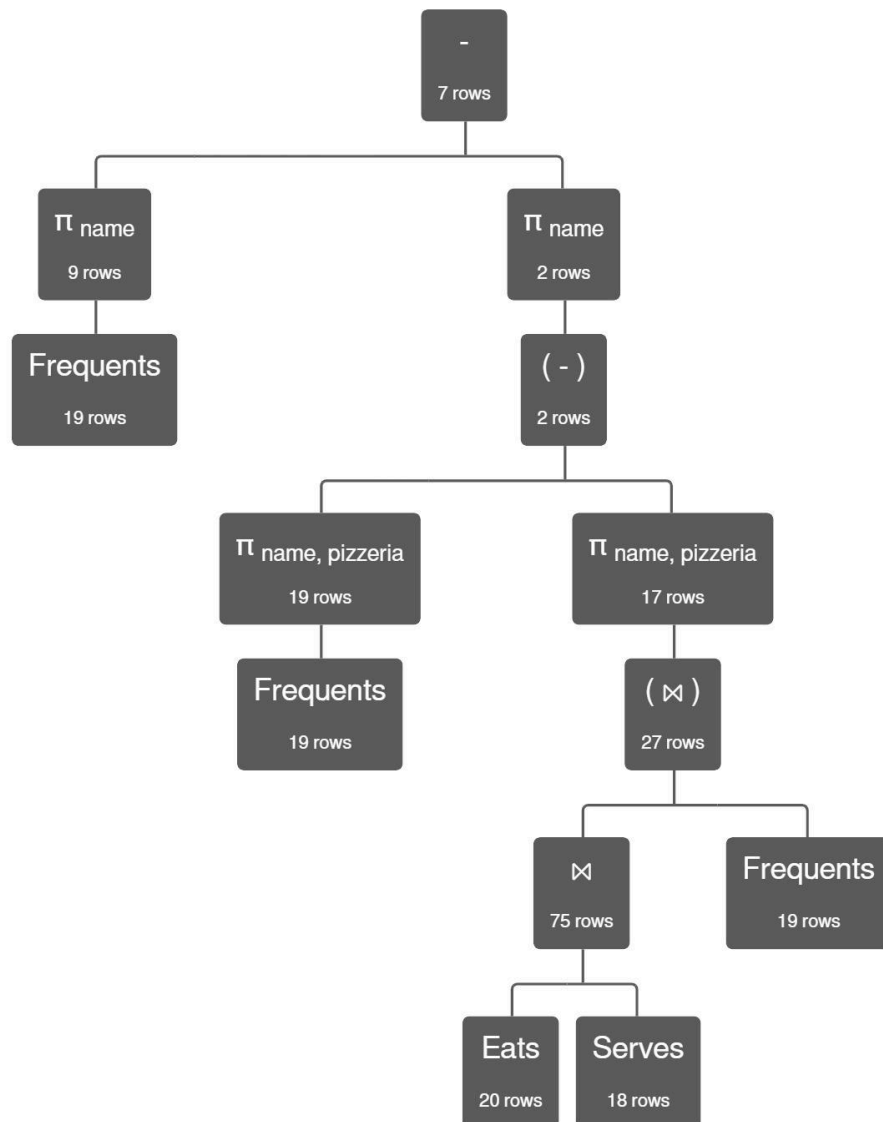 -
7 rows
π name
9 rows
π name
2 rows
Frequents
19 rows
( - )
2 rows
π name, pizzeria
19 rows
π name, pizzeria
17 rows
Frequents
19 rows
( ⋈ )
27 rows
⋈
75 rows
Frequents
19 rows
Eats
20 rows
Serves
18 rows